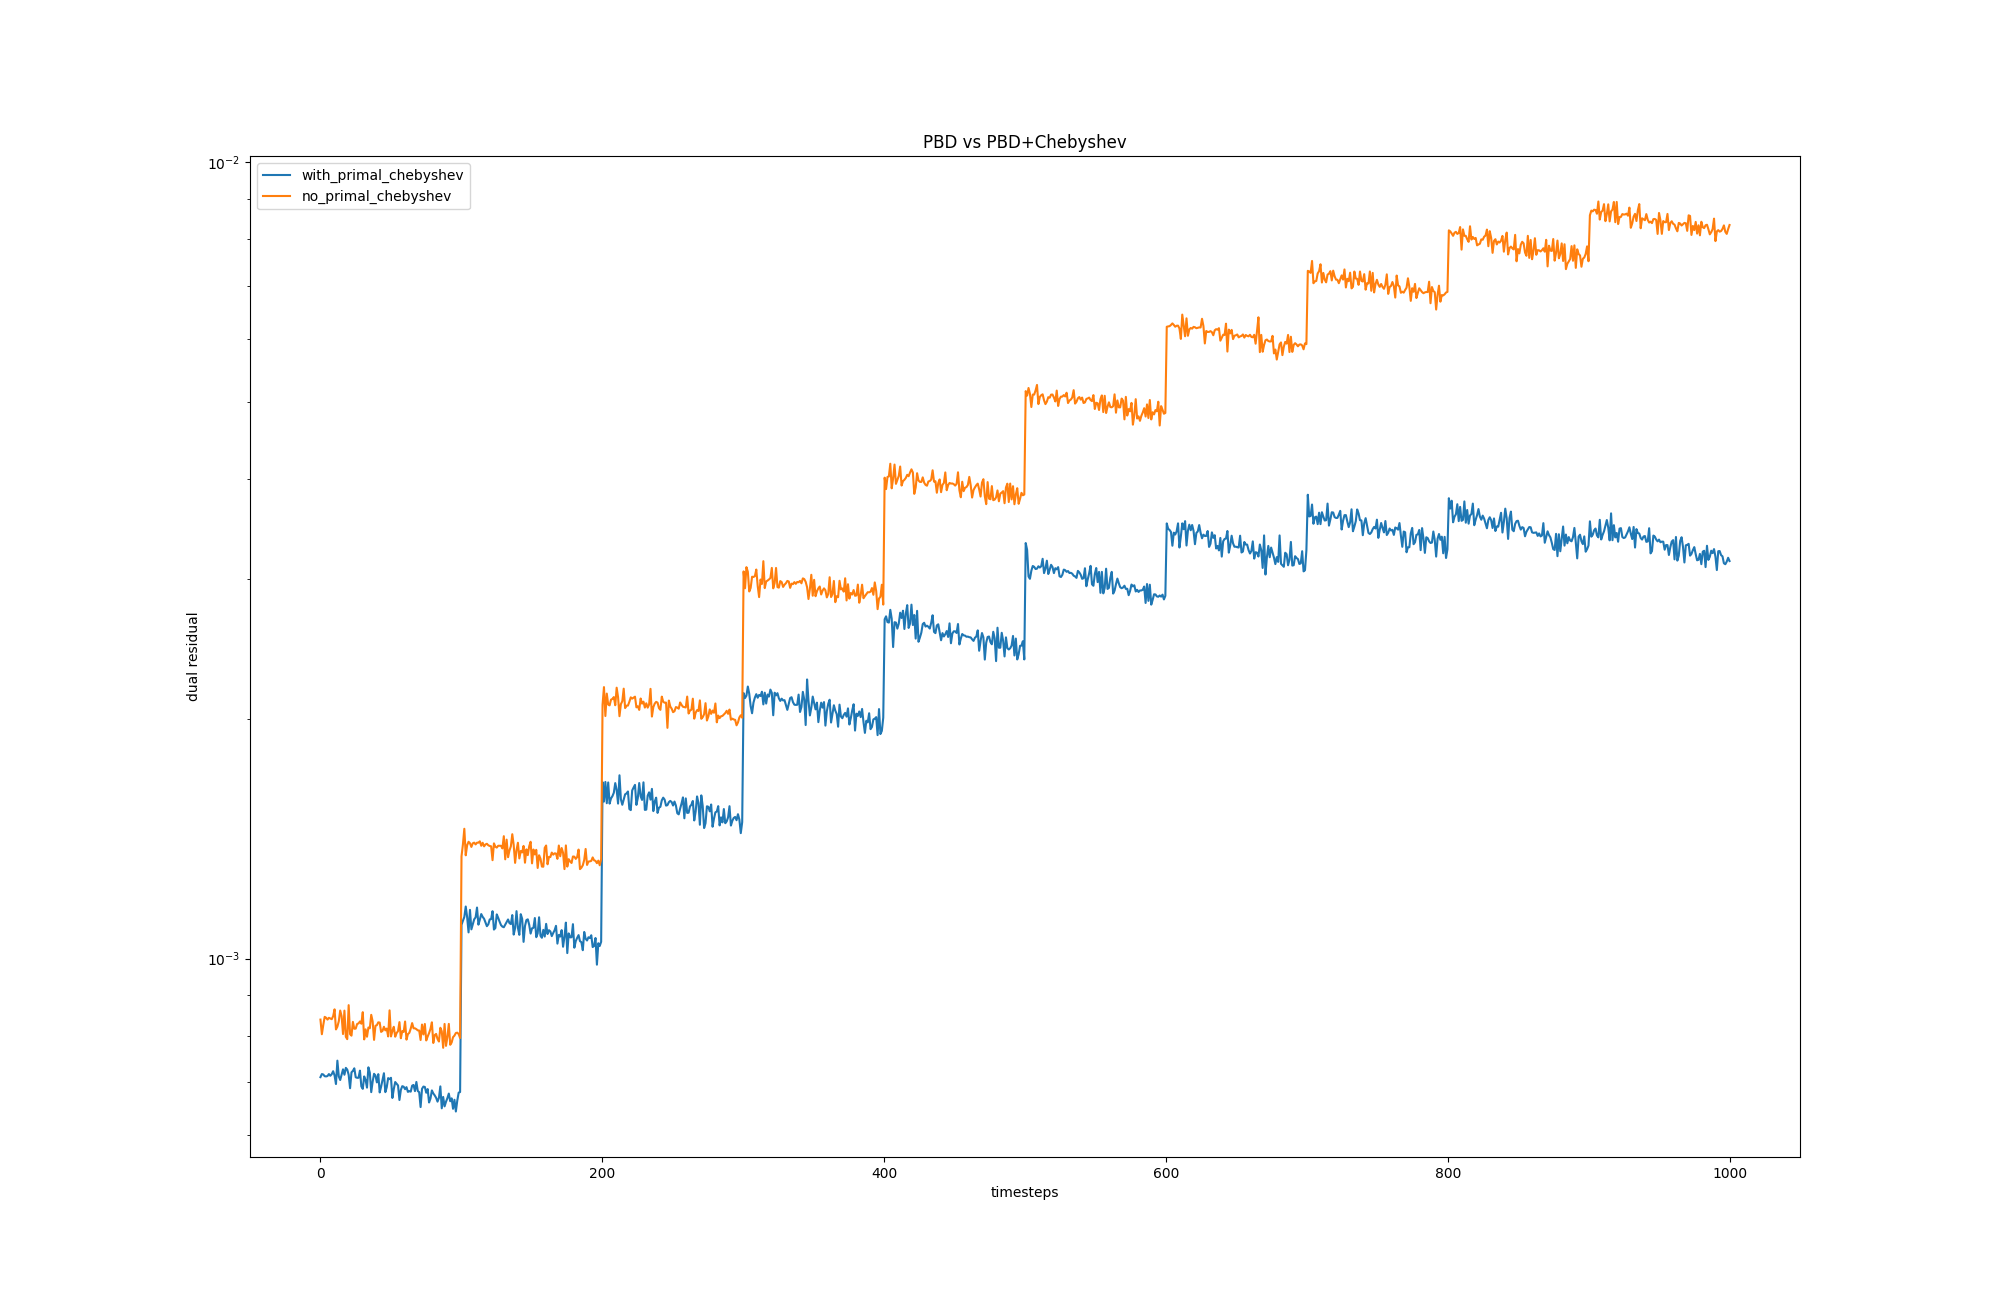 PBD vs PBD+Chebyshev
10⁻²
with_primal_chebyshev
no_primal_chebyshev
dual residual
10⁻³
0 200 400 600 800 1000
timesteps